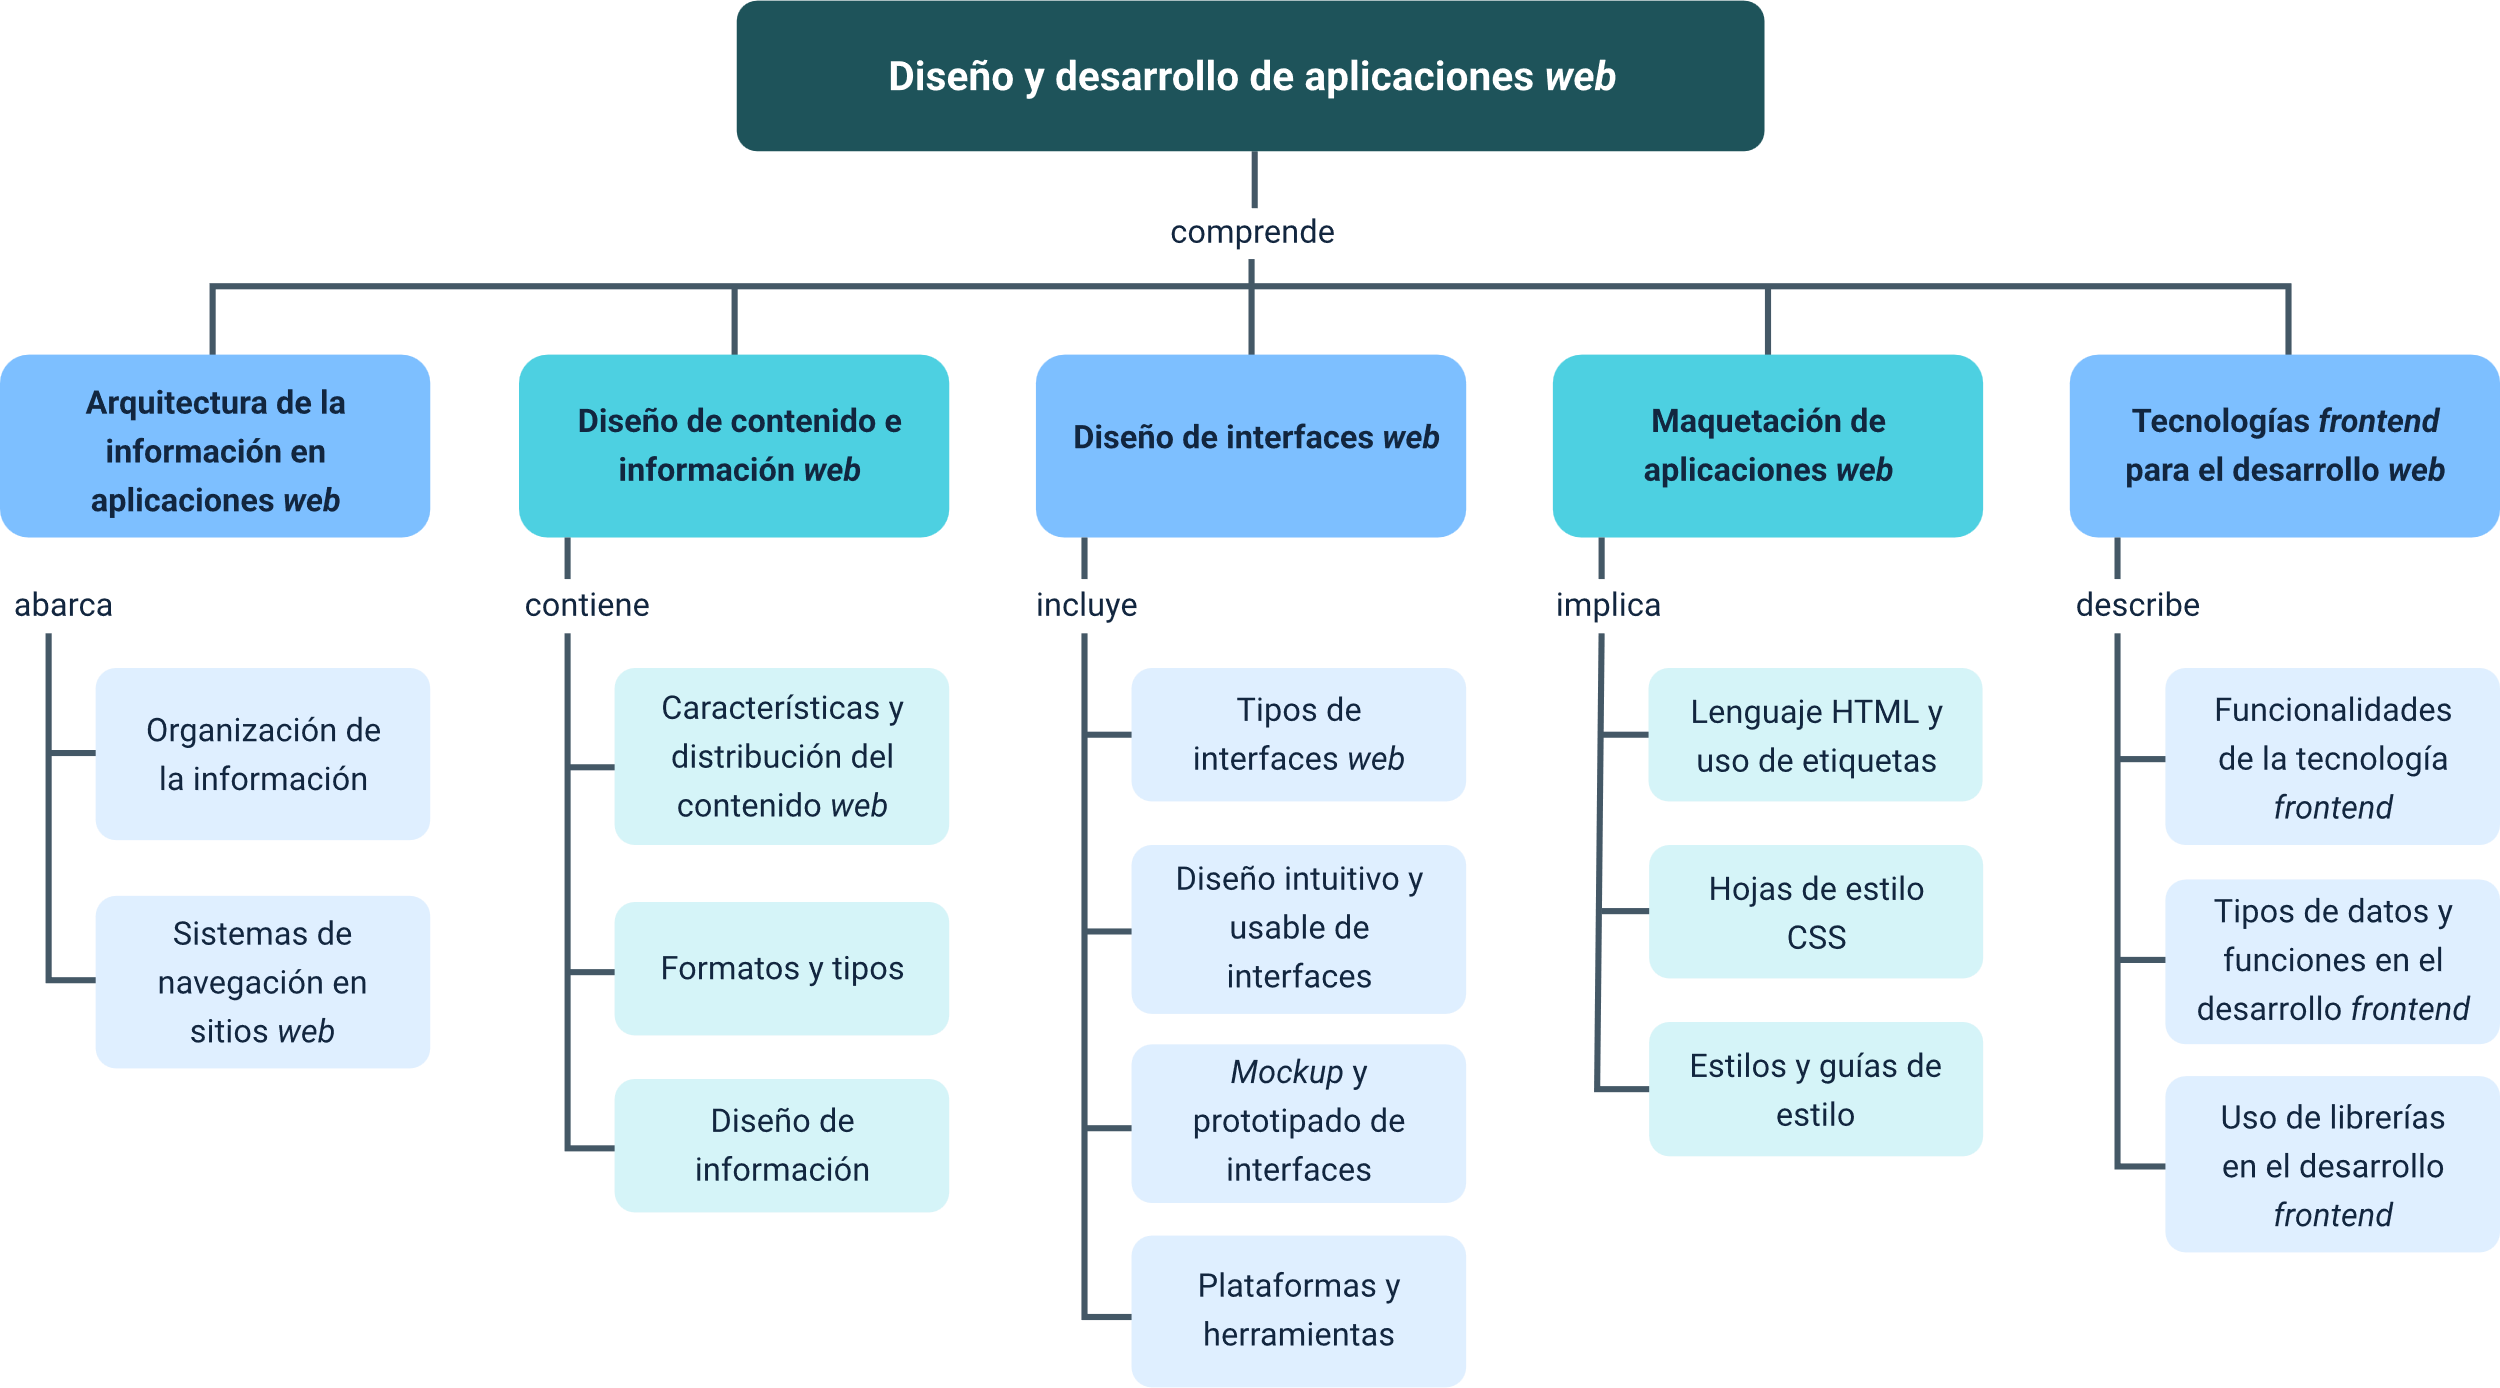 Diseño y desarrollo de aplicaciones web
comprende
Arquirectura de la
información en
aplicaciones web
abarca
Organización de
la información
Sistemas de
navegación en
sitios web
Diseño de contenido e
información web
contiene
Características y
distribución del
contenido web
Formatos y tipos
Diseño de
información
Diseño de interfaces web
incluye
Tipos de
interfaces web
Diseño intuitivo y
usable de
interfaces
Mockup y
prototipado de
interfaces
Plataformas y
herramientas
Maquetación de
aplicaciones web
implica
Lenguaje HTML y
uso de etiquetas
Hojas de estilo
CSS
Estilos y guías de
estilo
Tecnologías frontend
para el desarrollo web
describe
Funcionalidades
de la tecnología
frontend
Tipos de datos y
funciones en el
desarrollo frontend
Uso de librerías
en el desarrollo
frontend